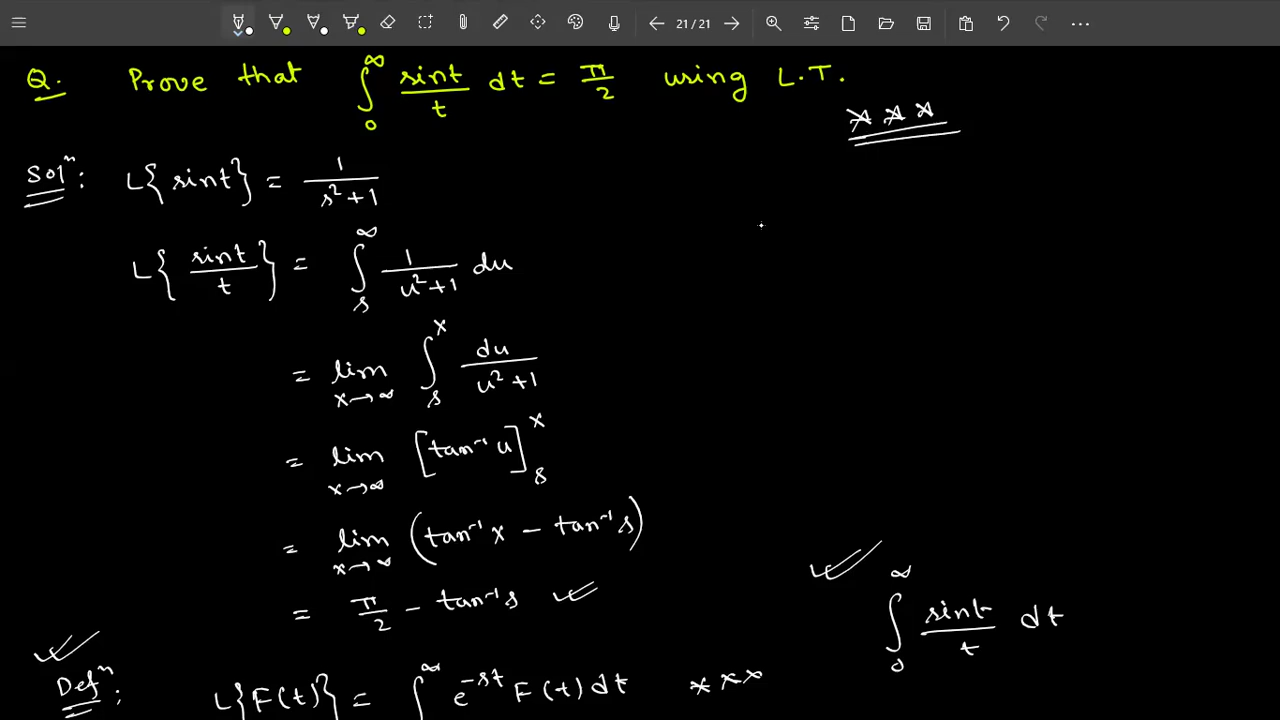 21/21
Q. Prove that ∫₀^∞ sint/t dt = π/2 using L.T.
***
Solⁿ: L{sint} = 1/(s²+1)
L{sint/t} = ∫ₛ^∞ 1/(u²+1) du
= lim x→∞ ∫ₛ^x du/(u²+1)
= lim x→∞ [tan⁻¹u]ₛ^x
= lim x→∞ (tan⁻¹x − tan⁻¹s)
= π/2 − tan⁻¹s ✓
✓ ∫₀^∞ sint/t dt
✓
Defⁿ: L{F(t)} = ∫^∞ e^(−st) F(t) dt ***